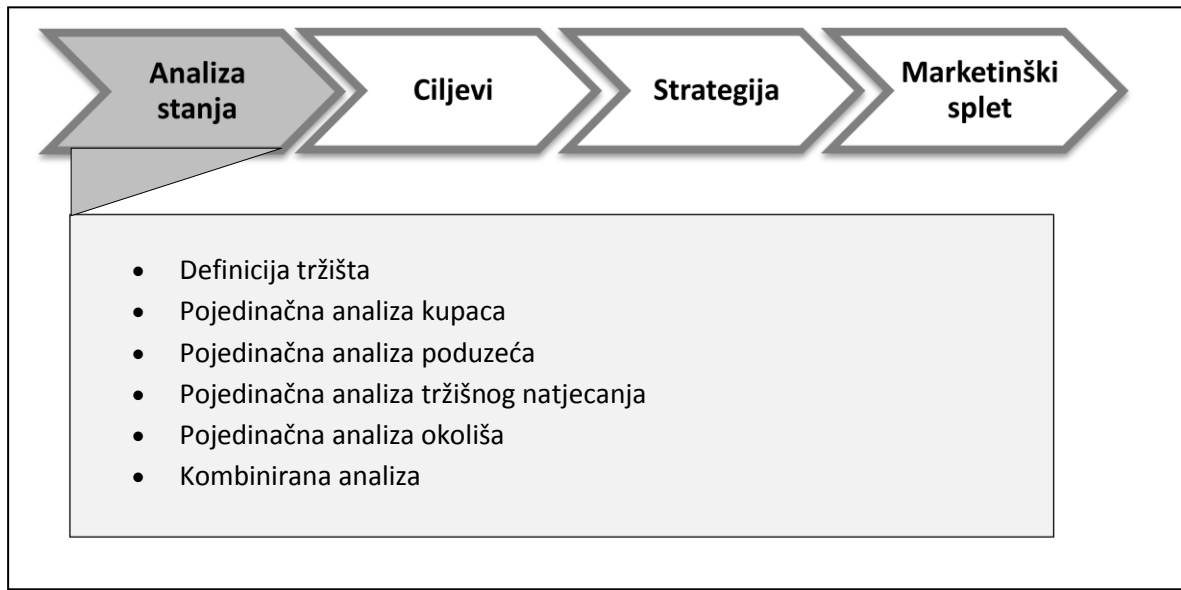 Analiza
stanja
Ciljevi
Strategija
Marketinški
splet
• Definicija tržišta
• Pojedinačna analiza kupaca
• Pojedinačna analiza poduzeća
• Pojedinačna analiza tržišnog natjecanja
• Pojedinačna analiza okoliša
• Kombinirana analiza